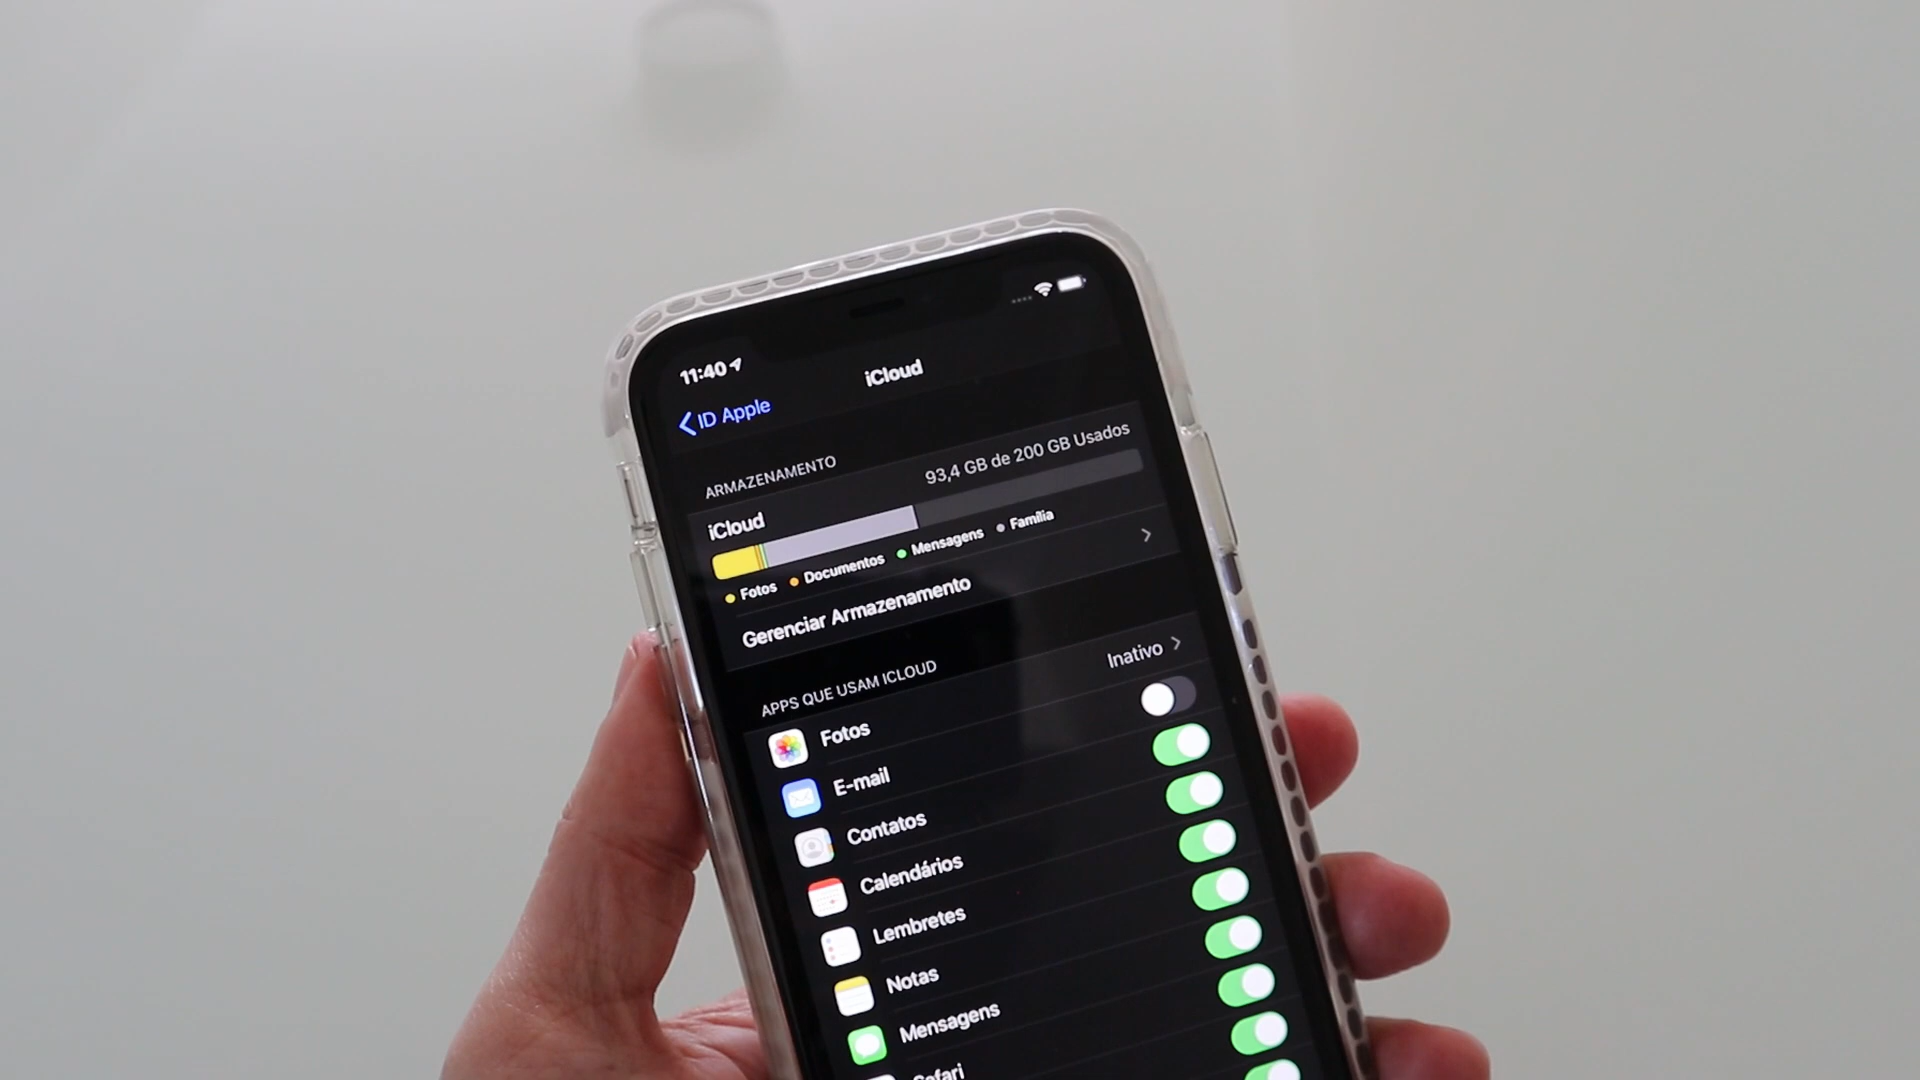 11:40
iCloud
ID Apple
ARMAZENAMENTO
iCloud 93,4 GB de 200 GB Usados
Fotos Documentos Mensagens Família
Gerenciar Armazenamento
APPS QUE USAM ICLOUD
Fotos Inativo
E-mail
Contatos
Calendários
Lembretes
Notas
Mensagens
Safari